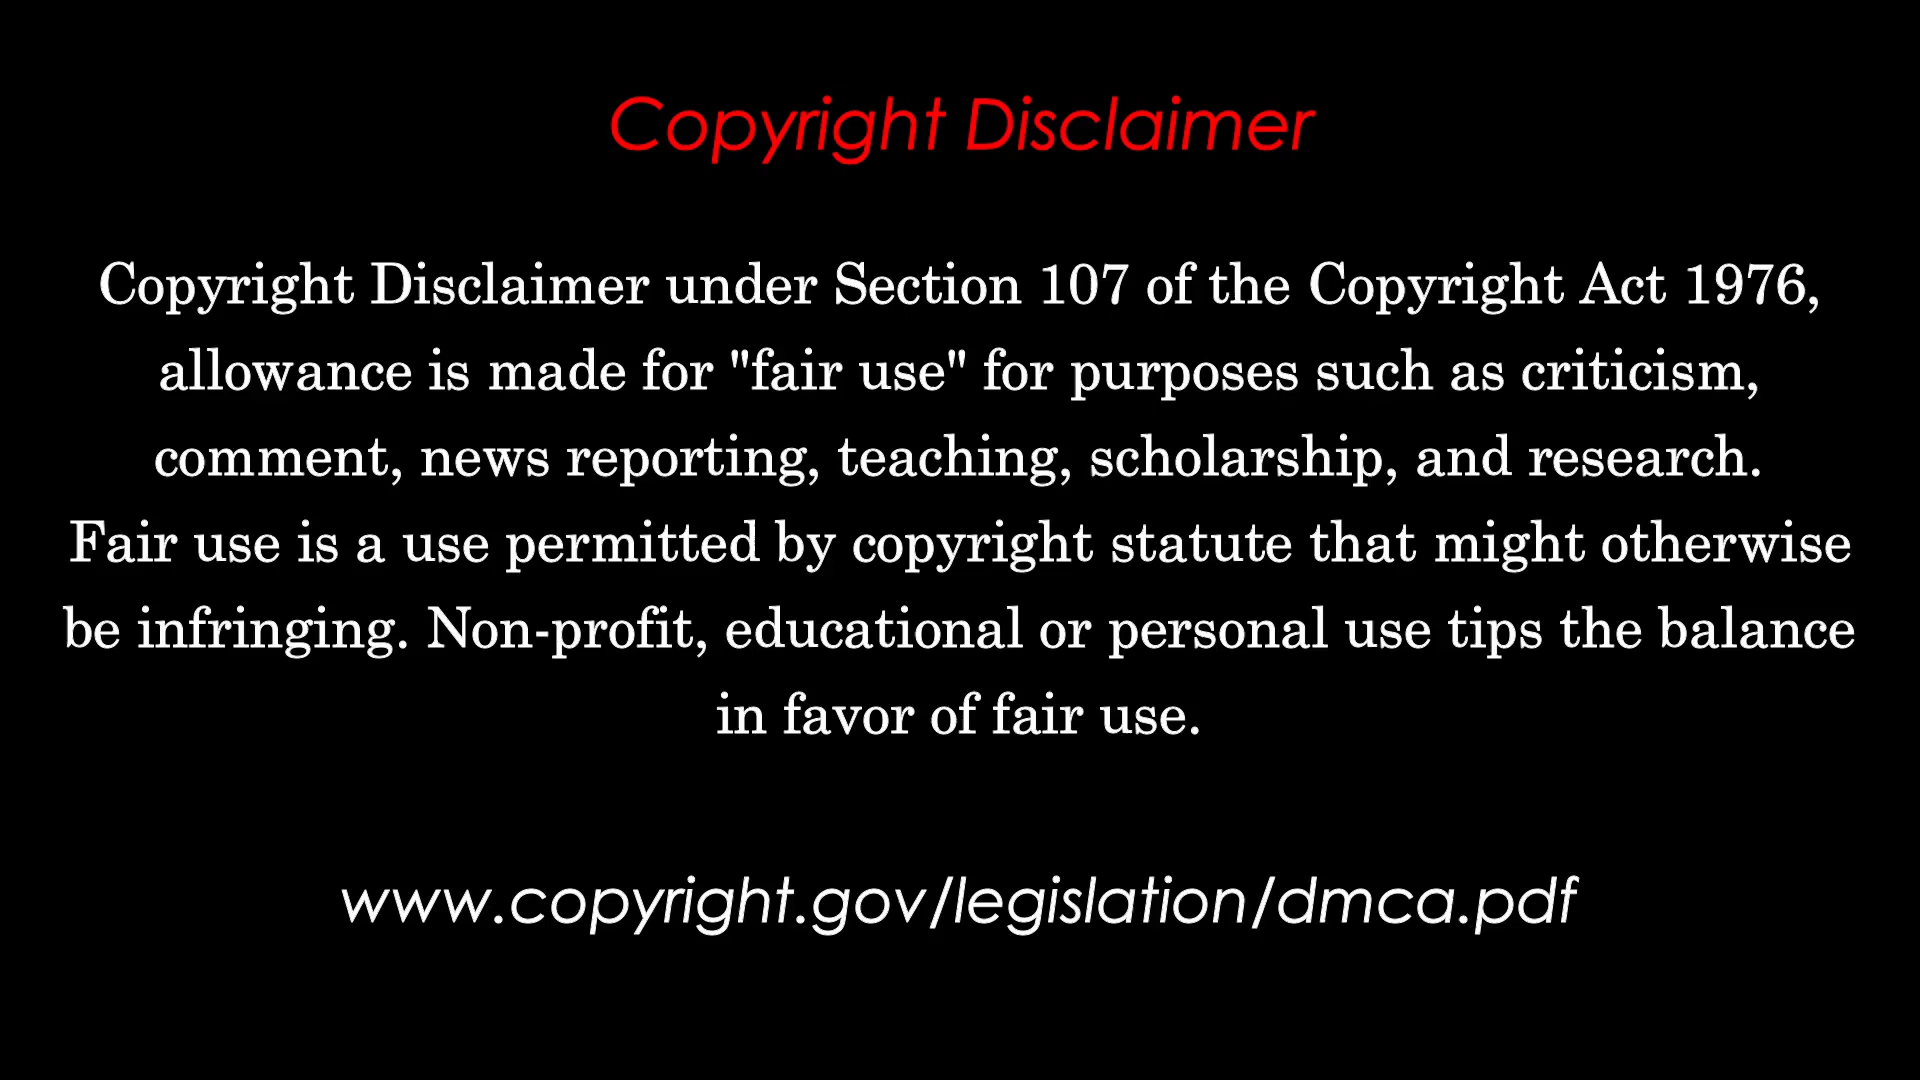 Copyright Disclaimer
Copyright Disclaimer under Section 107 of the Copyright Act 1976,
allowance is made for "fair use" for purposes such as criticism,
comment, news reporting, teaching, scholarship, and research.
Fair use is a use permitted by copyright statute that might otherwise
be infringing. Non-profit, educational or personal use tips the balance
in favor of fair use.
www.copyright.gov/legislation/dmca.pdf